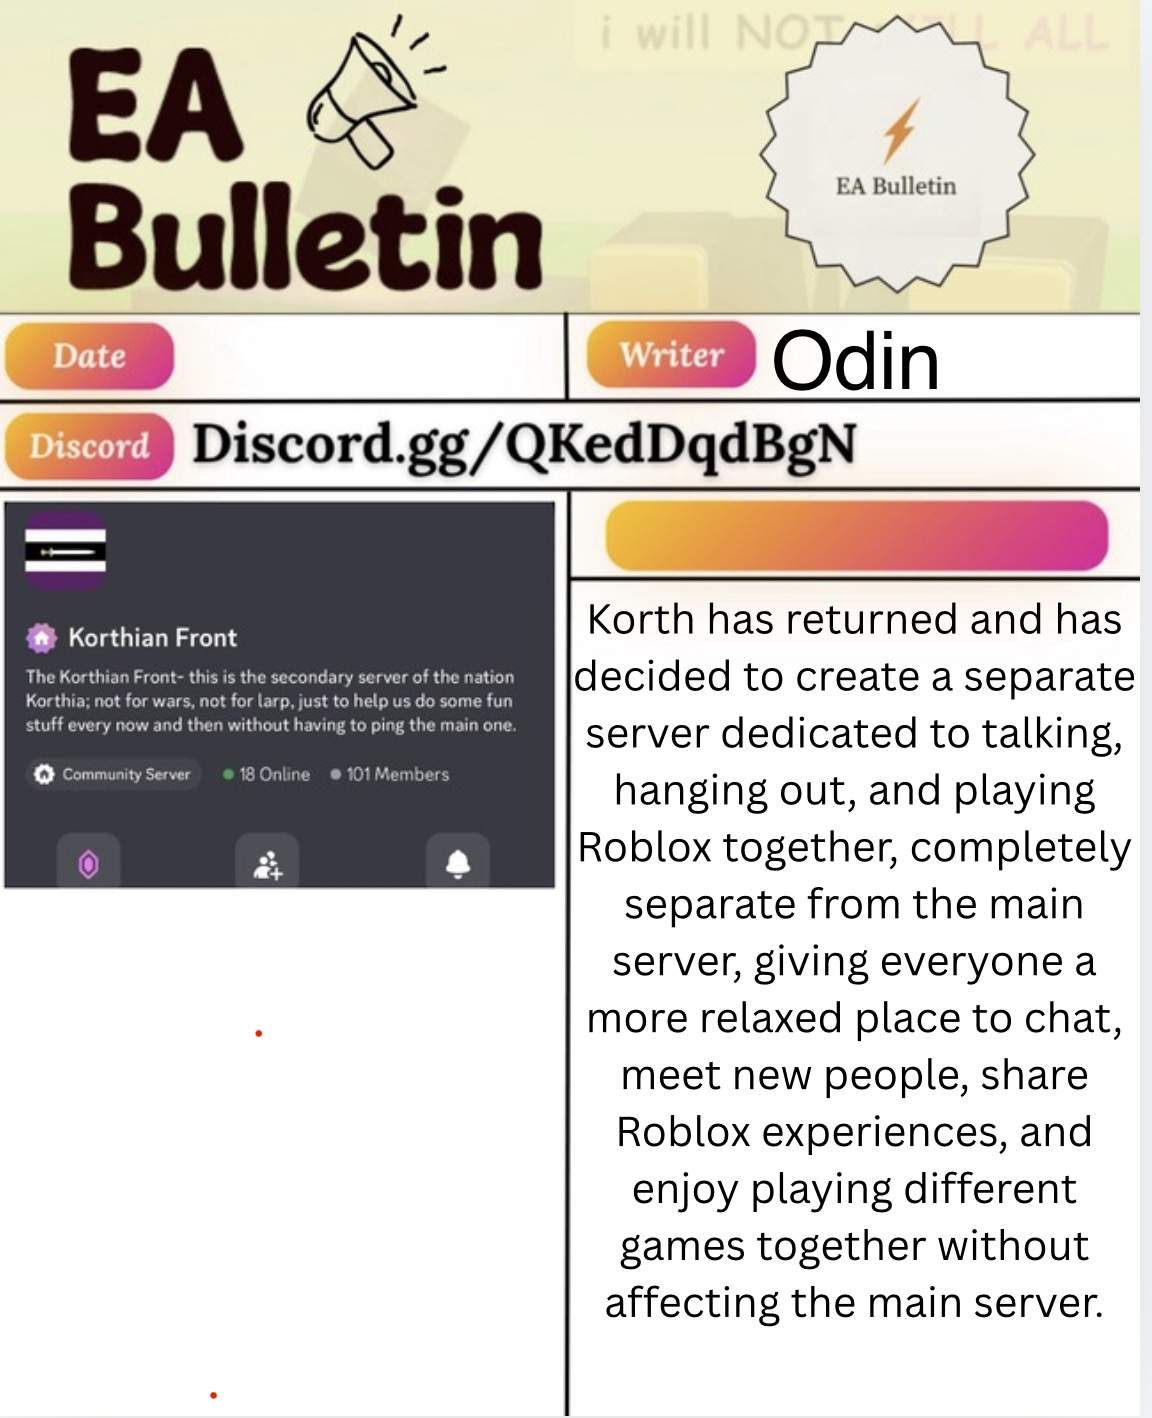 i will NOT
ALL
EA
Bulletin
EA Bulletin
Date
Writer Odin
Discord Discord.gg/QKedDqdBgN
Korthian Front
The Korthian Front- this is the secondary server of the nation
Korthia; not for wars, not for larp, just to help us do some fun
stuff every now and then without having to ping the main one.
Community Server 18 Online 101 Members
Korth has returned and has
decided to create a separate
server dedicated to talking,
hanging out, and playing
Roblox together, completely
separate from the main
server, giving everyone a
more relaxed place to chat,
meet new people, share
Roblox experiences, and
enjoy playing different
games together without
affecting the main server.